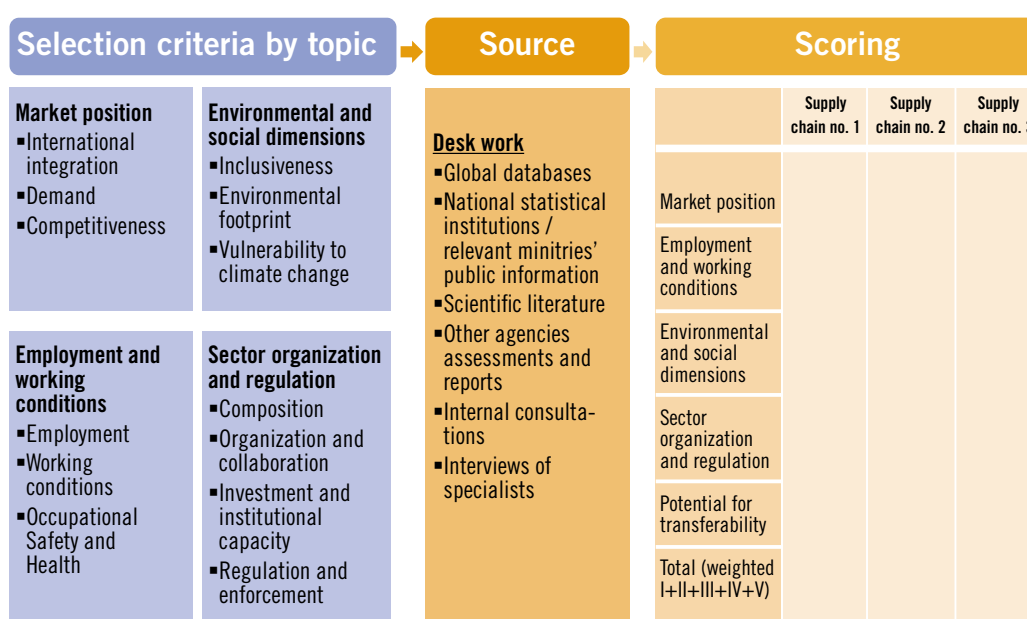 Selection criteria by topic
Source
Scoring
Market position
▪International
integration
▪Demand
▪Competitiveness
Environmental and
social dimensions
▪Inclusiveness
▪Environmental
footprint
▪Vulnerability to
climate change
Employment and
working
conditions
▪Employment
▪Working
conditions
▪Occupational
Safety and
Health
Sector organization
and regulation
▪Composition
▪Organization and
collaboration
▪Investment and
institutional
capacity
▪Regulation and
enforcement
Desk work
▪Global databases
▪National statistical
institutions /
relevant minitries’
public information
▪Scientific literature
▪Other agencies
assessments and
reports
▪Internal consulta-
tions
▪Interviews of
specialists
Supply
chain no. 1
Supply
chain no. 2
Supply
chain no. 3
Market position
Employment
and working
conditions
Environmental
and social
dimensions
Sector
organization
and regulation
Potential for
transferability
Total (weighted
I+II+III+IV+V)